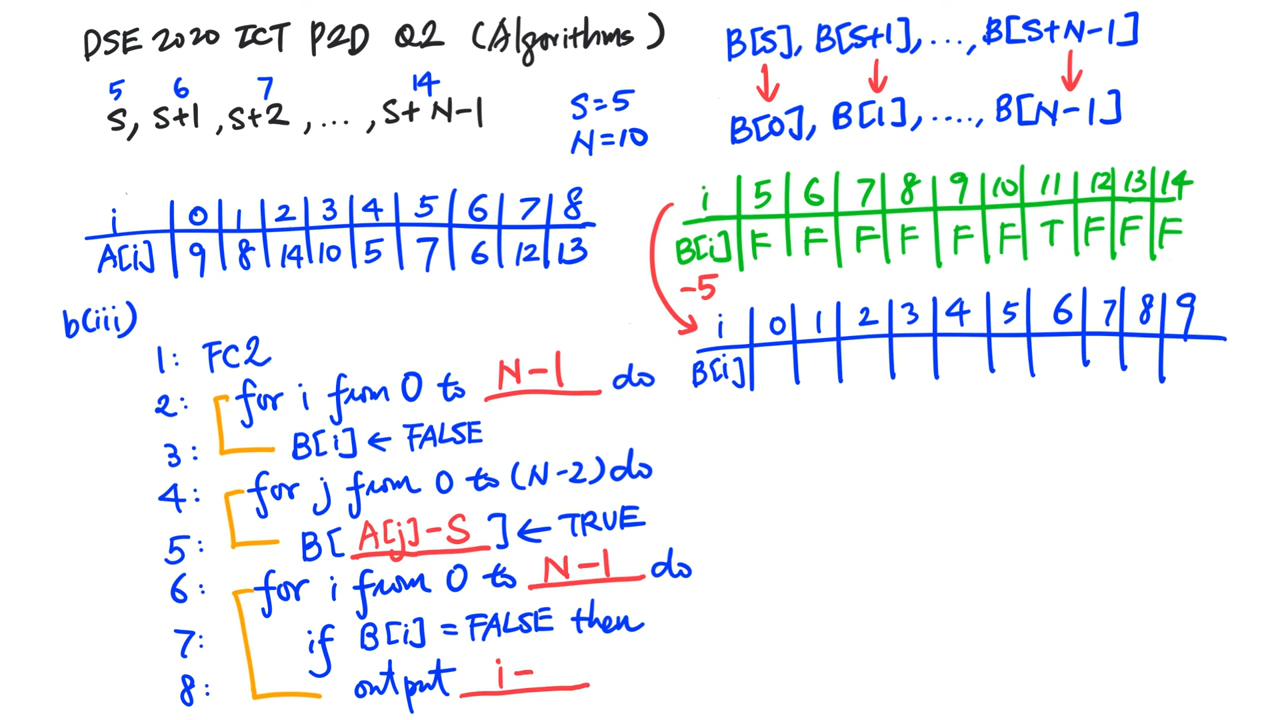 DSE 2020 ICT P2D Q2 (Algorithms)
5 6 7 14
S, S+1, S+2, ..., S+N-1
S=5
N=10
B[S], B[S+1], ..., B[S+N-1]
B[0], B[1], ...., B[N-1]
i 0 1 2 3 4 5 6 7 8
A[i] 9 8 14 10 5 7 6 12 13
i 5 6 7 8 9 10 11 12 13 14
B[i] F F F F F F T F F F
-5
i 0 1 2 3 4 5 6 7 8 9
B[i]
b(iii)
1: FC2
2: for i from 0 to N-1 do
3: B[i] ← FALSE
4: for j from 0 to (N-2) do
5: B[ A[j]-S ] ← TRUE
6: for i from 0 to N-1 do
7: if B[i] = FALSE then
8: output i-